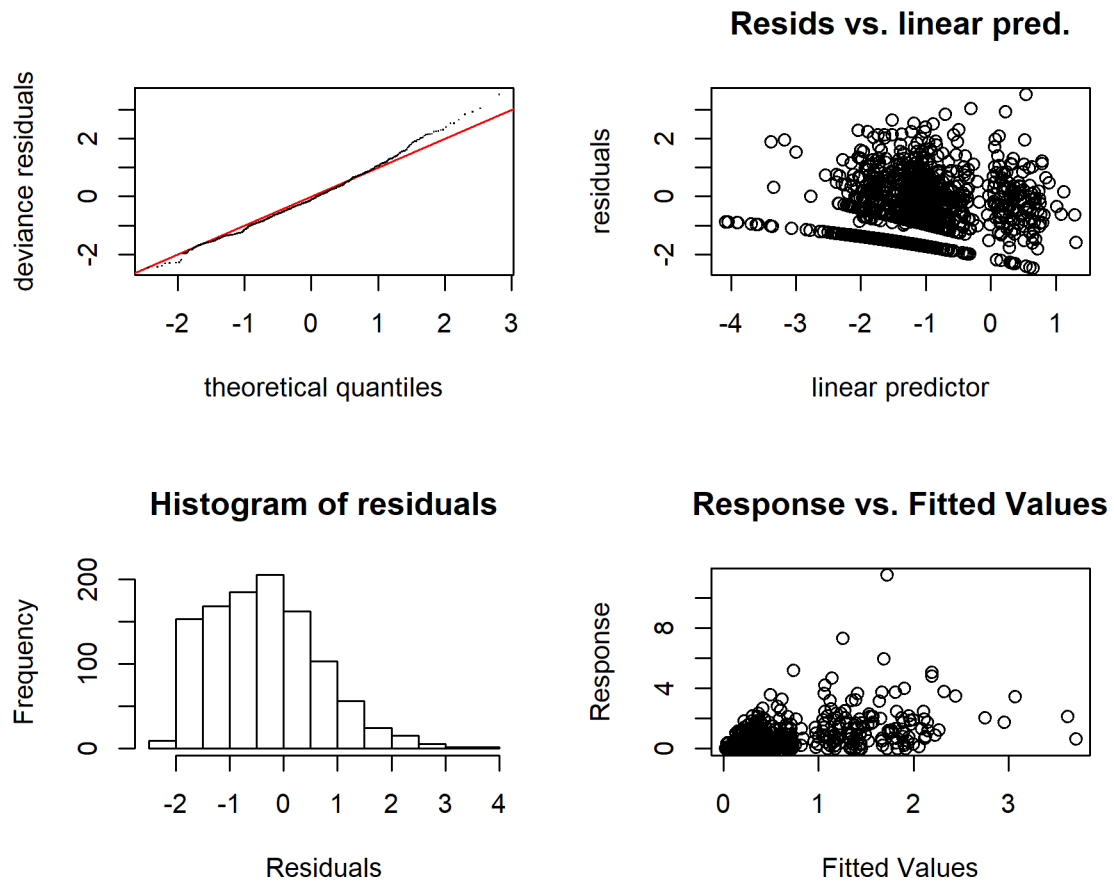 deviance residuals
2
0
-2
-2 -1 0 1 2 3
theoretical quantiles
Resids vs. linear pred.
residuals
2
0
-2
-4 -3 -2 -1 0 1
linear predictor
Histogram of residuals
Frequency
200
100
0
-2 -1 0 1 2 3 4
Residuals
Response vs. Fitted Values
Response
8
4
0
0 1 2 3
Fitted Values